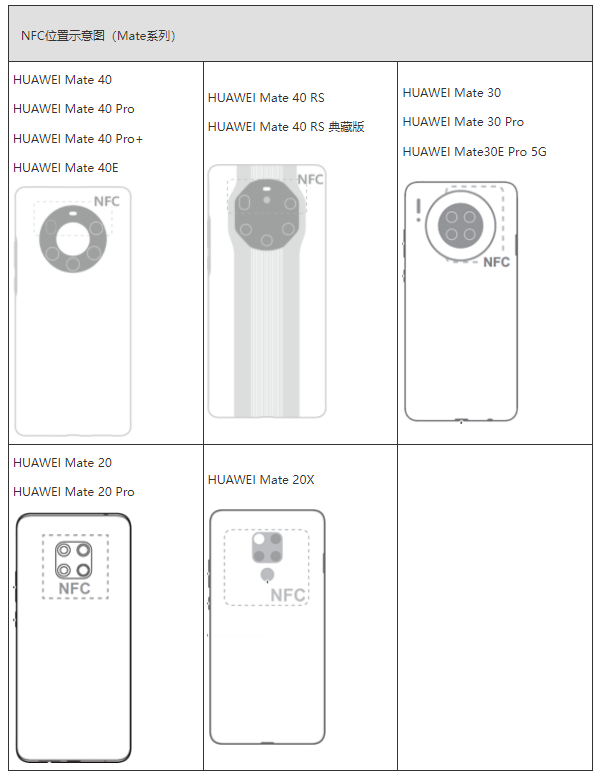 NFC位置示意图（Mate系列）
HUAWEI Mate 40
HUAWEI Mate 40 Pro
HUAWEI Mate 40 Pro+
HUAWEI Mate 40E
NFC
HUAWEI Mate 40 RS
HUAWEI Mate 40 RS 典藏版
NFC
HUAWEI Mate 30
HUAWEI Mate 30 Pro
HUAWEI Mate30E Pro 5G
NFC
HUAWEI Mate 20
HUAWEI Mate 20 Pro
NFC
HUAWEI Mate 20X
NFC